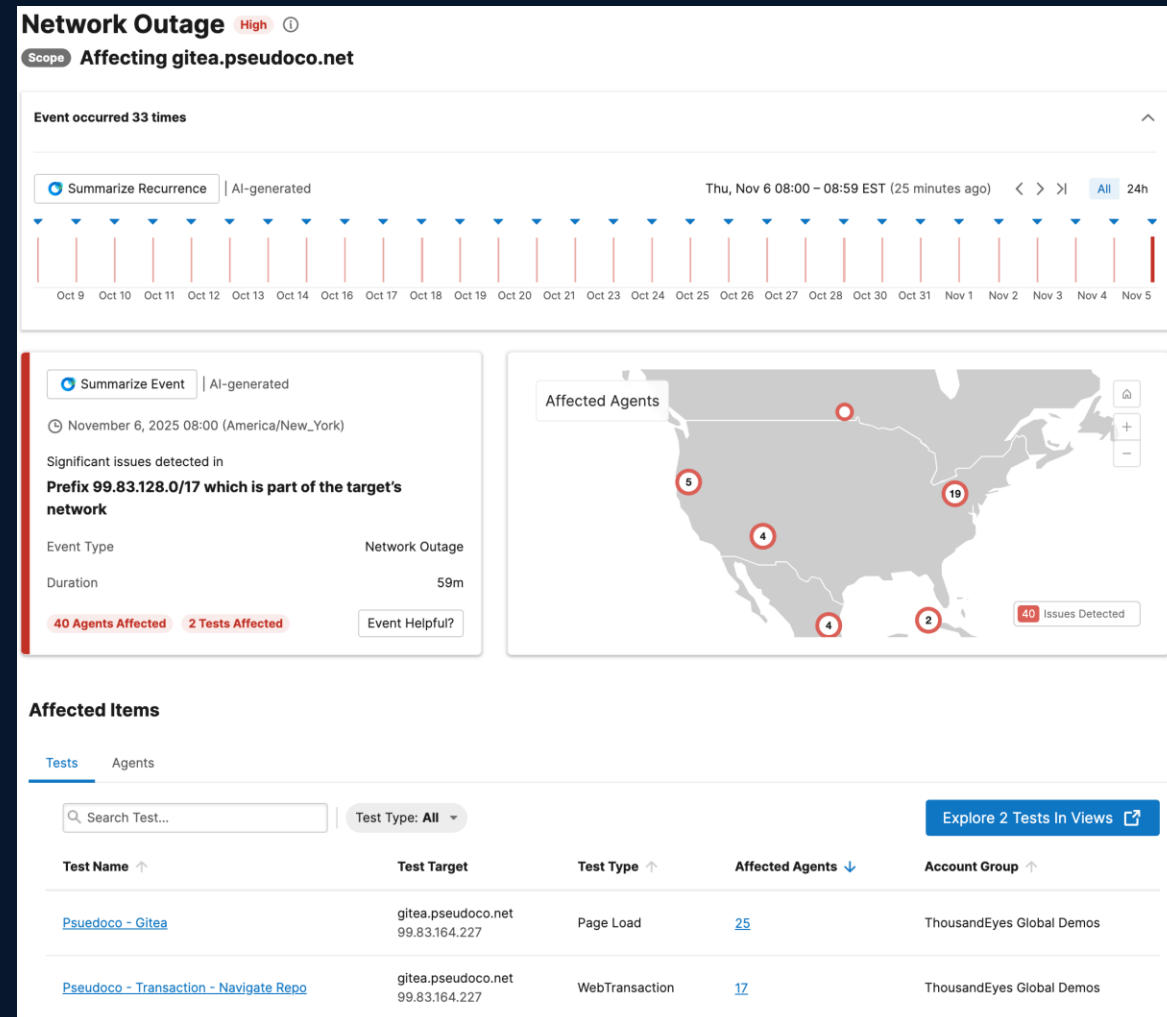 Network Outage High
Scope Affecting gitea.pseudoco.net
Event occurred 33 times
Summarize Recurrence | AI-generated
Thu, Nov 6 08:00 – 08:59 EST (25 minutes ago) All 24h
Oct 9 Oct 10 Oct 11 Oct 12 Oct 13 Oct 14 Oct 16 Oct 17 Oct 18 Oct 19 Oct 20 Oct 21 Oct 23 Oct 24 Oct 25 Oct 26 Oct 27 Oct 28 Oct 30 Oct 31 Nov 1 Nov 2 Nov 3 Nov 4 Nov 5
Summarize Event | AI-generated
November 6, 2025 08:00 (America/New_York)
Significant issues detected in
Prefix 99.83.128.0/17 which is part of the target's
network
Event Type Network Outage
Duration 59m
40 Agents Affected 2 Tests Affected Event Helpful?
Affected Agents
+
−
5
19
4
4
2
40 Issues Detected
Affected Items
Tests Agents
Search Test... Test Type: All Explore 2 Tests In Views
Test Name Test Target Test Type Affected Agents Account Group
Psuedoco - Gitea gitea.pseudoco.net Page Load 25 ThousandEyes Global Demos
99.83.164.227
Pseudoco - Transaction - Navigate Repo gitea.pseudoco.net WebTransaction 17 ThousandEyes Global Demos
99.83.164.227